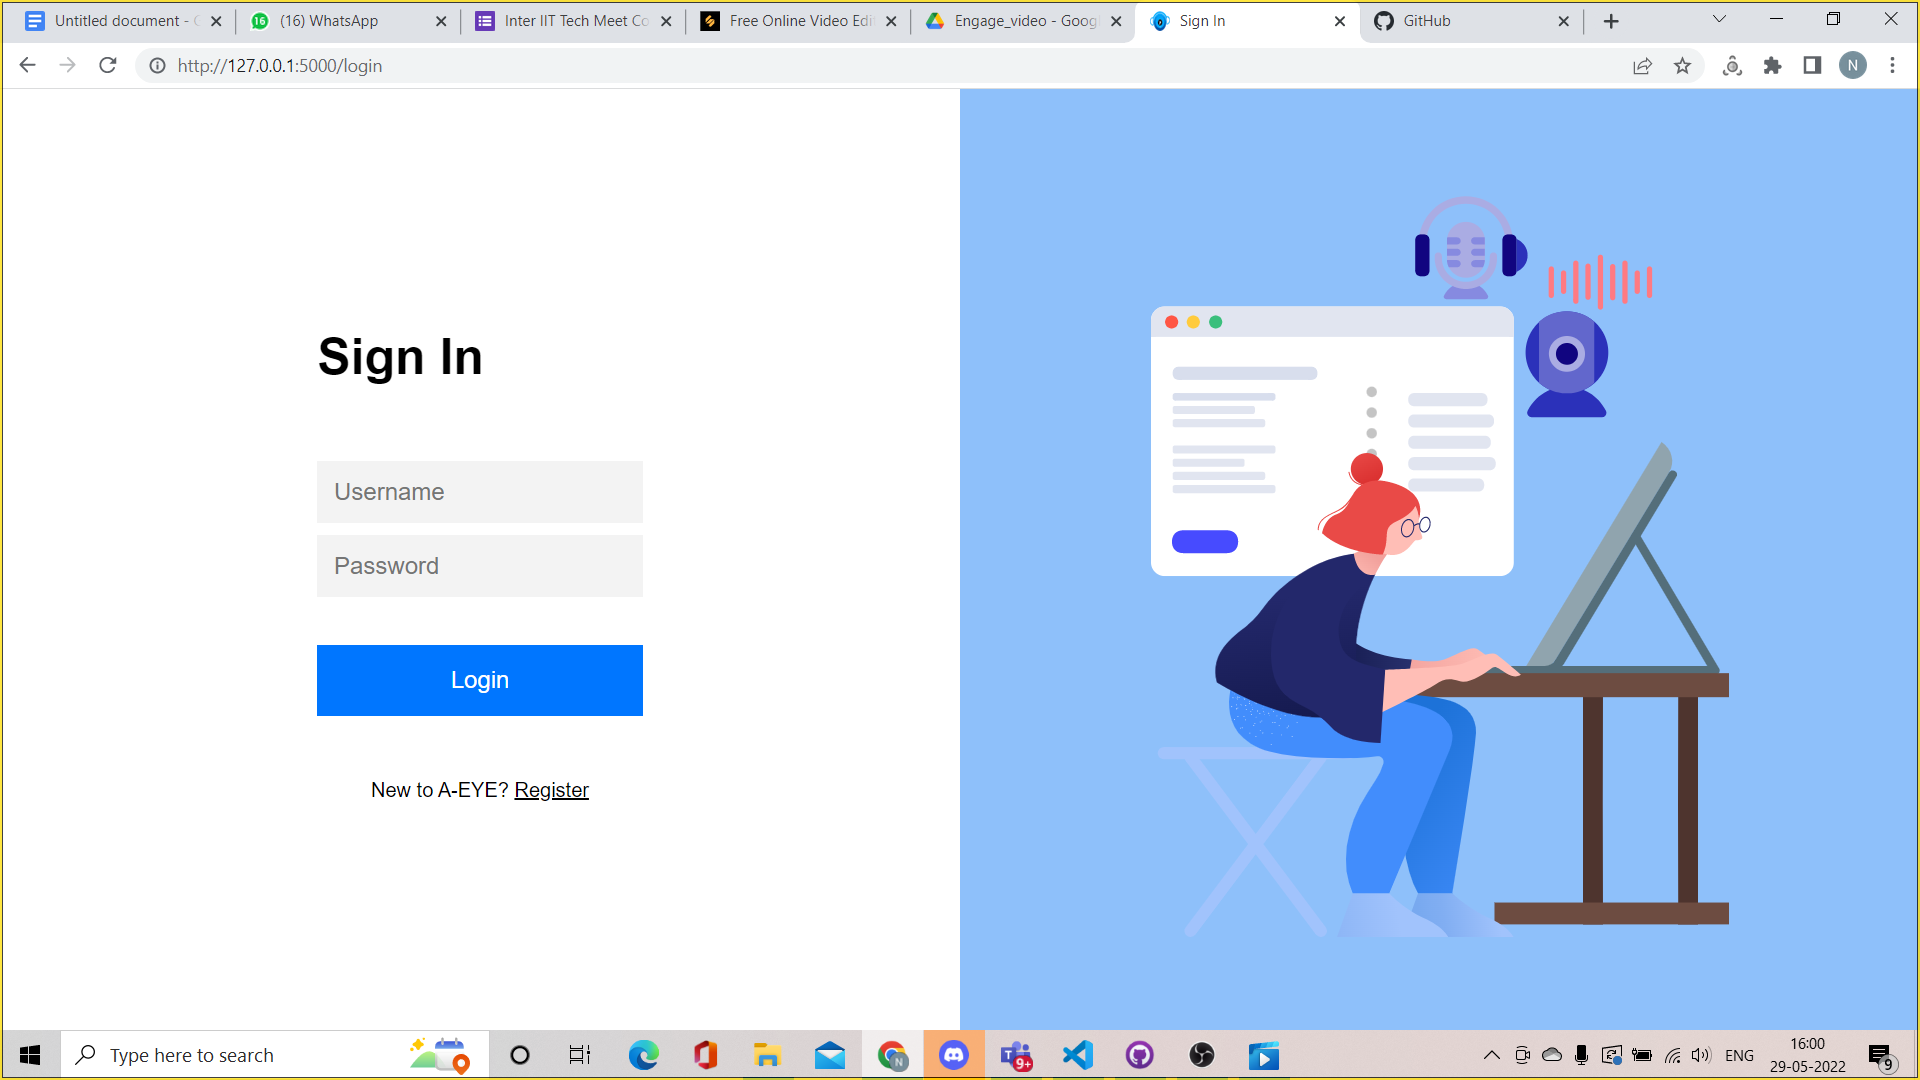 Untitled document - 
(16) WhatsApp
Inter IIT Tech Meet Co
Free Online Video Edi
Engage_video - Goog
Sign In
GitHub
http://127.0.0.1:5000/login
N
Sign In
Username
Password
Login
New to A-EYE? Register
Type here to search
N
9+
ENG
16:00
29-05-2022
9